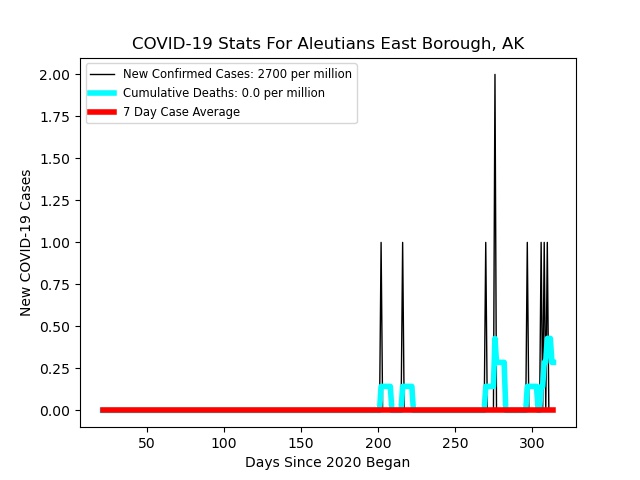 COVID-19 Stats For Aleutians East Borough, AK
New Confirmed Cases: 2700 per million
Cumulative Deaths: 0.0 per million
7 Day Case Average
2.00
1.75
1.50
1.25
1.00
0.75
0.50
0.25
0.00
New COVID-19 Cases
50 100 150 200 250 300
Days Since 2020 Began